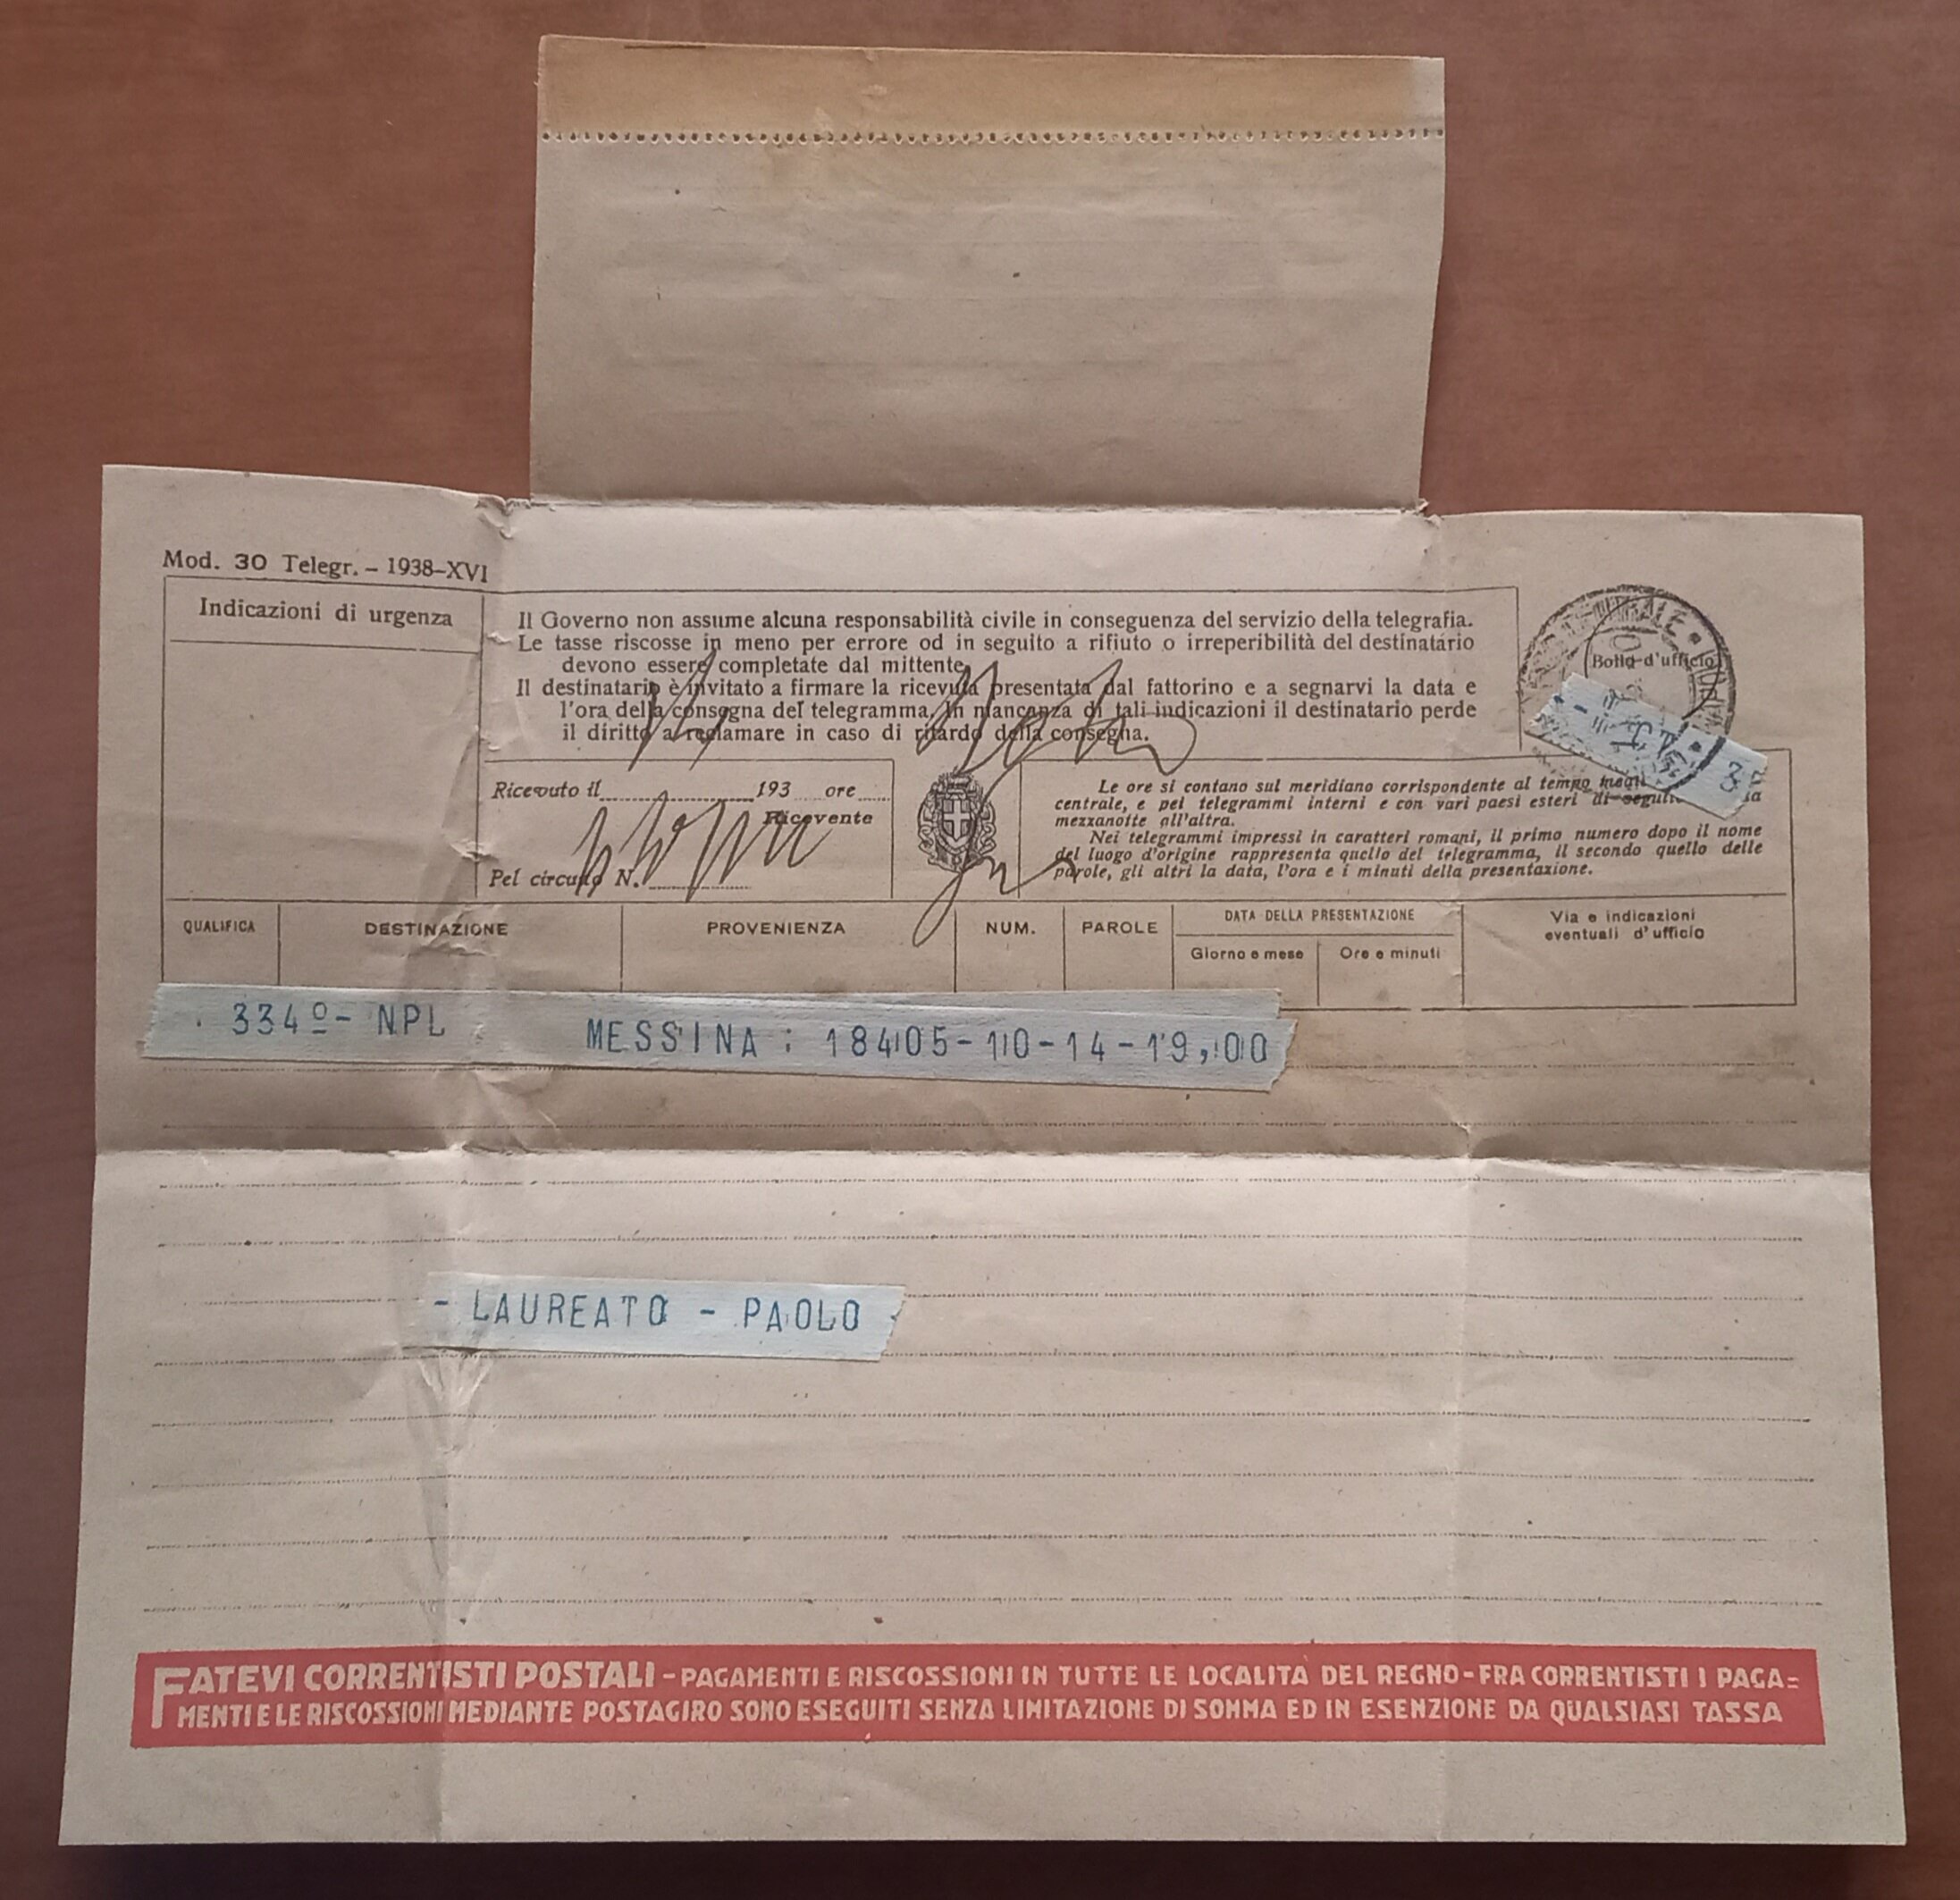 Mod. 30 Telegr. – 1938–XVI
Indicazioni di urgenza
Il Governo non assume alcuna responsabilità civile in conseguenza del servizio della telegrafia.
Le tasse riscosse in meno per errore od in seguito a rifiuto o irreperibilità del destinatario
devono essere completate dal mittente.
Il destinatario è invitato a firmare la ricevuta presentata dal fattorino e a segnarvi la data e
l'ora della consegna del telegramma. In mancanza di tali indicazioni il destinatario perde
il diritto a reclamare in caso di ritardo della consegna.
Bollo d'ufficio
Ricevuto il 193 ore
Ricevente
Pel circuito N.
Le ore si contano sul meridiano corrispondente al tempo
centrale, e pei telegrammi interni e con vari paesi esteri di
mezzanotte all'altra.
Nei telegrammi impressi in caratteri romani, il primo numero dopo il nome
del luogo d'origine rappresenta quello del telegramma, il secondo quello delle
parole, gli altri la data, l'ora e i minuti della presentazione.
QUALIFICA DESTINAZIONE PROVENIENZA NUM. PAROLE DATA DELLA PRESENTAZIONE Via e indicazioni eventuali d'ufficio
Giorno e mese Ore e minuti
334º– NPL MESSINA : 18405–10–14–19,00
– LAUREATO – PAOLO
FATEVI CORRENTISTI POSTALI – PAGAMENTI E RISCOSSIONI IN TUTTE LE LOCALITÀ DEL REGNO – FRA CORRENTISTI I PAGA=
MENTI E LE RISCOSSIONI MEDIANTE POSTAGIRO SONO ESEGUITI SENZA LIMITAZIONE DI SOMMA ED IN ESENZIONE DA QUALSIASI TASSA